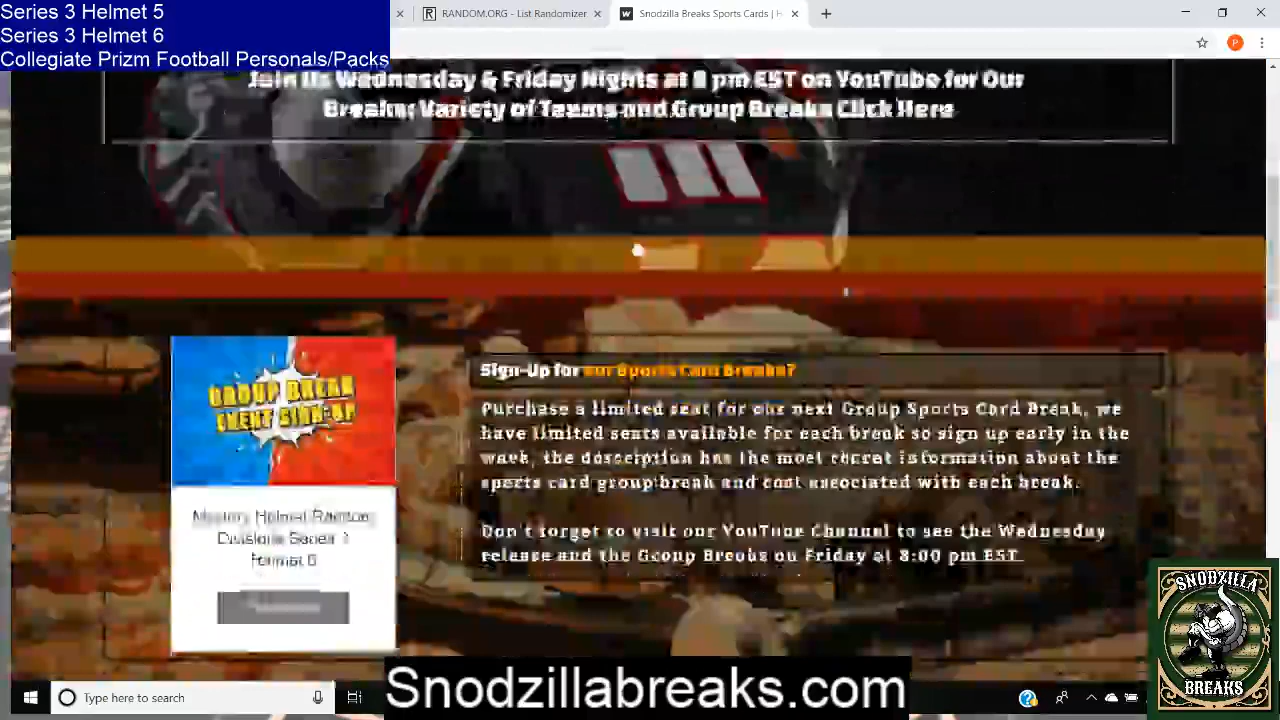 Series 3 Helmet 5
Series 3 Helmet 6
Collegiate Prizm Football Personals/Packs
RANDOM.ORG - List Randomizer
Snodzilla Breaks Sports Cards | H
P
Join Us Wednesday & Friday Nights at 8 pm EST on YouTube for Our
Breaks: Variety of Teams and Group Breaks Click Here
GROUP BREAK
EVENT SIGN-UP
Mystery Helmet Random
Divisions Series
Format
Sign-Up for our Sports Card Breaks?
Purchase a limited seat for our next Group Sports Card Break, we
have limited seats available for each break so sign up early in the
week, the description has the most information about the
sports card group break and cost associated with each break.
Don't forget to visit our YouTube Channel to see the Wednesday
release and the Group Breaks on Friday at 8:00 pm EST
SNODZILLA
BREAKS
Type here to search
Snodzillabreaks.com